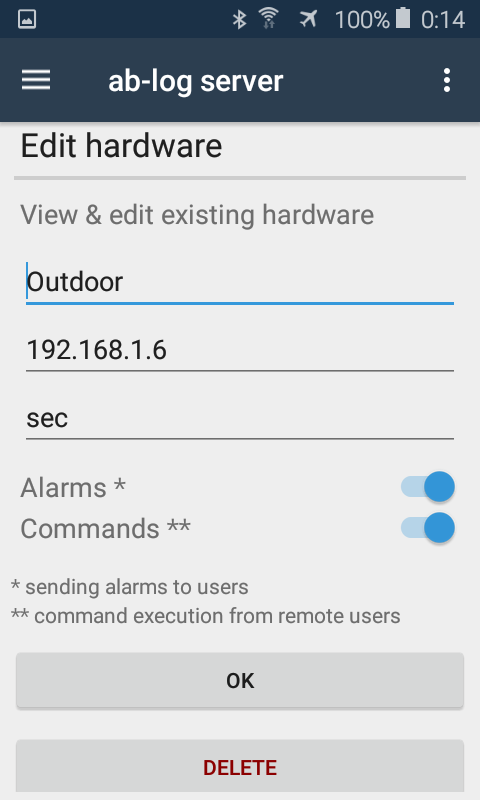 100% 0:14
ab-log server
Edit hardware
View & edit existing hardware
Outdoor
192.168.1.6
sec
Alarms *
Commands **
* sending alarms to users
** command execution from remote users
OK
DELETE